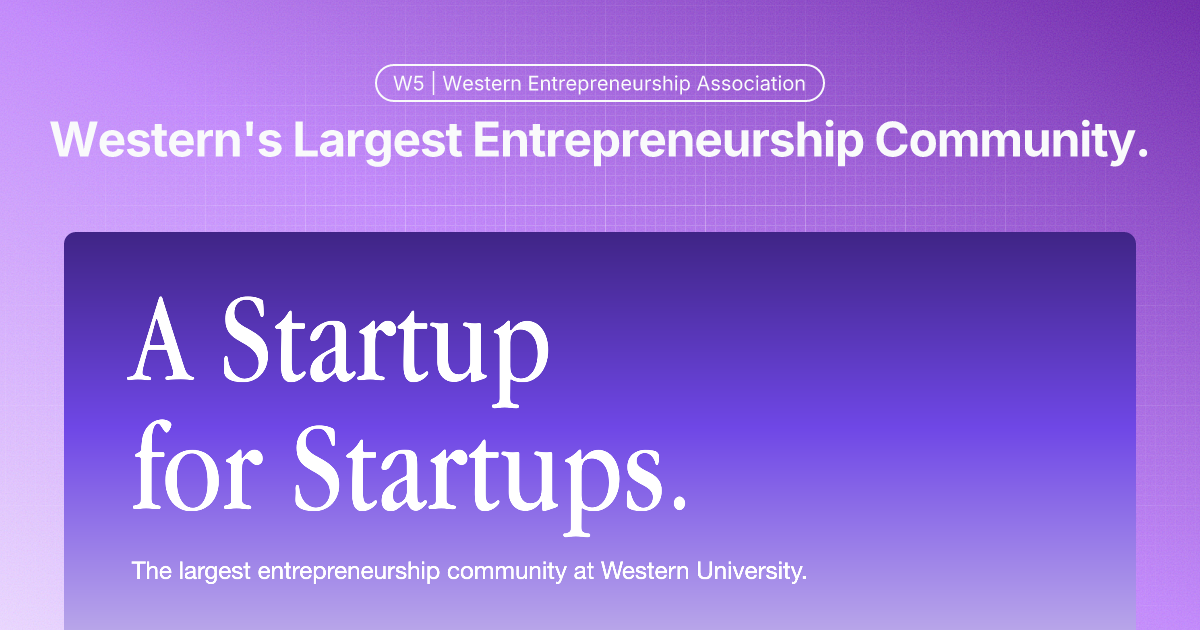 W5 | Western Entrepreneurship Association
Western's Largest Entrepreneurship Community.
A Startup
for Startups.
The largest entrepreneurship community at Western University.